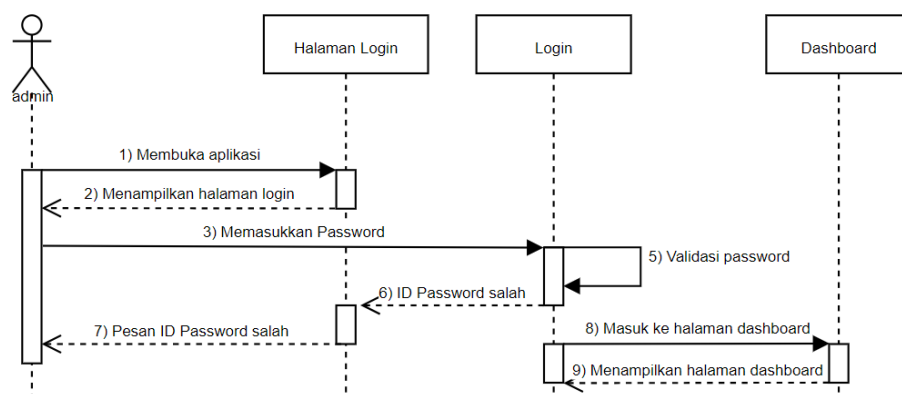 Halaman Login
Login
Dashboard
admin
1) Membuka aplikasi
2) Menampilkan halaman login
3) Memasukkan Password
5) Validasi password
6) ID Password salah
7) Pesan ID Password salah
8) Masuk ke halaman dashboard
9) Menampilkan halaman dashboard